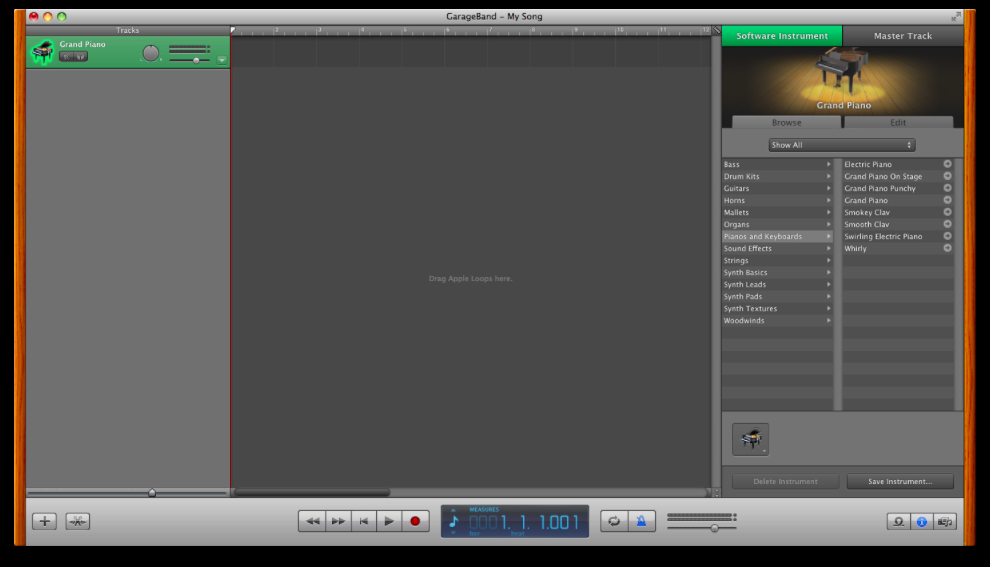 GarageBand - My Song
Tracks
Grand Piano
2 3 4 5 6 7 8 9 10 11 12
Drag Apple Loops here.
Software Instrument
Master Track
Grand Piano
Browse
Edit
Show All
Bass
Drum Kits
Guitars
Horns
Mallets
Organs
Pianos and Keyboards
Sound Effects
Strings
Synth Basics
Synth Leads
Synth Pads
Synth Textures
Woodwinds
Electric Piano
Grand Piano On Stage
Grand Piano Punchy
Grand Piano
Smokey Clav
Smooth Clav
Swirling Electric Piano
Whirly
Delete Instrument
Save Instrument...
MEASURES
0001. 1. 1.001
bar beat